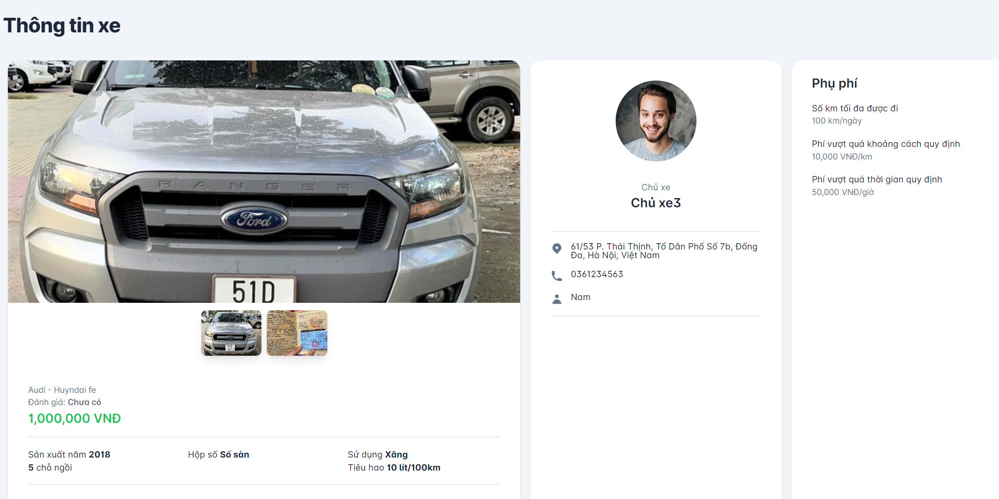 Thông tin xe
RANGER
Ford
51D
51D
Audi - Huyndai fe
Đánh giá: Chưa có
1,000,000 VNĐ
Sản xuất năm 2018
5 chỗ ngồi
Hộp số Số sàn
Sử dụng Xăng
Tiêu hao 10 lít/100km
Chủ xe
Chủ xe3
61/53 P. Thái Thịnh, Tổ Dân Phố Số 7b, Đống
Đa, Hà Nội, Việt Nam
0361234563
Nam
Phụ phí
Số km tối đa được đi
100 km/ngày
Phí vượt quá khoảng cách quy định
10,000 VNĐ/km
Phí vượt quá thời gian quy định
50,000 VNĐ/giờ